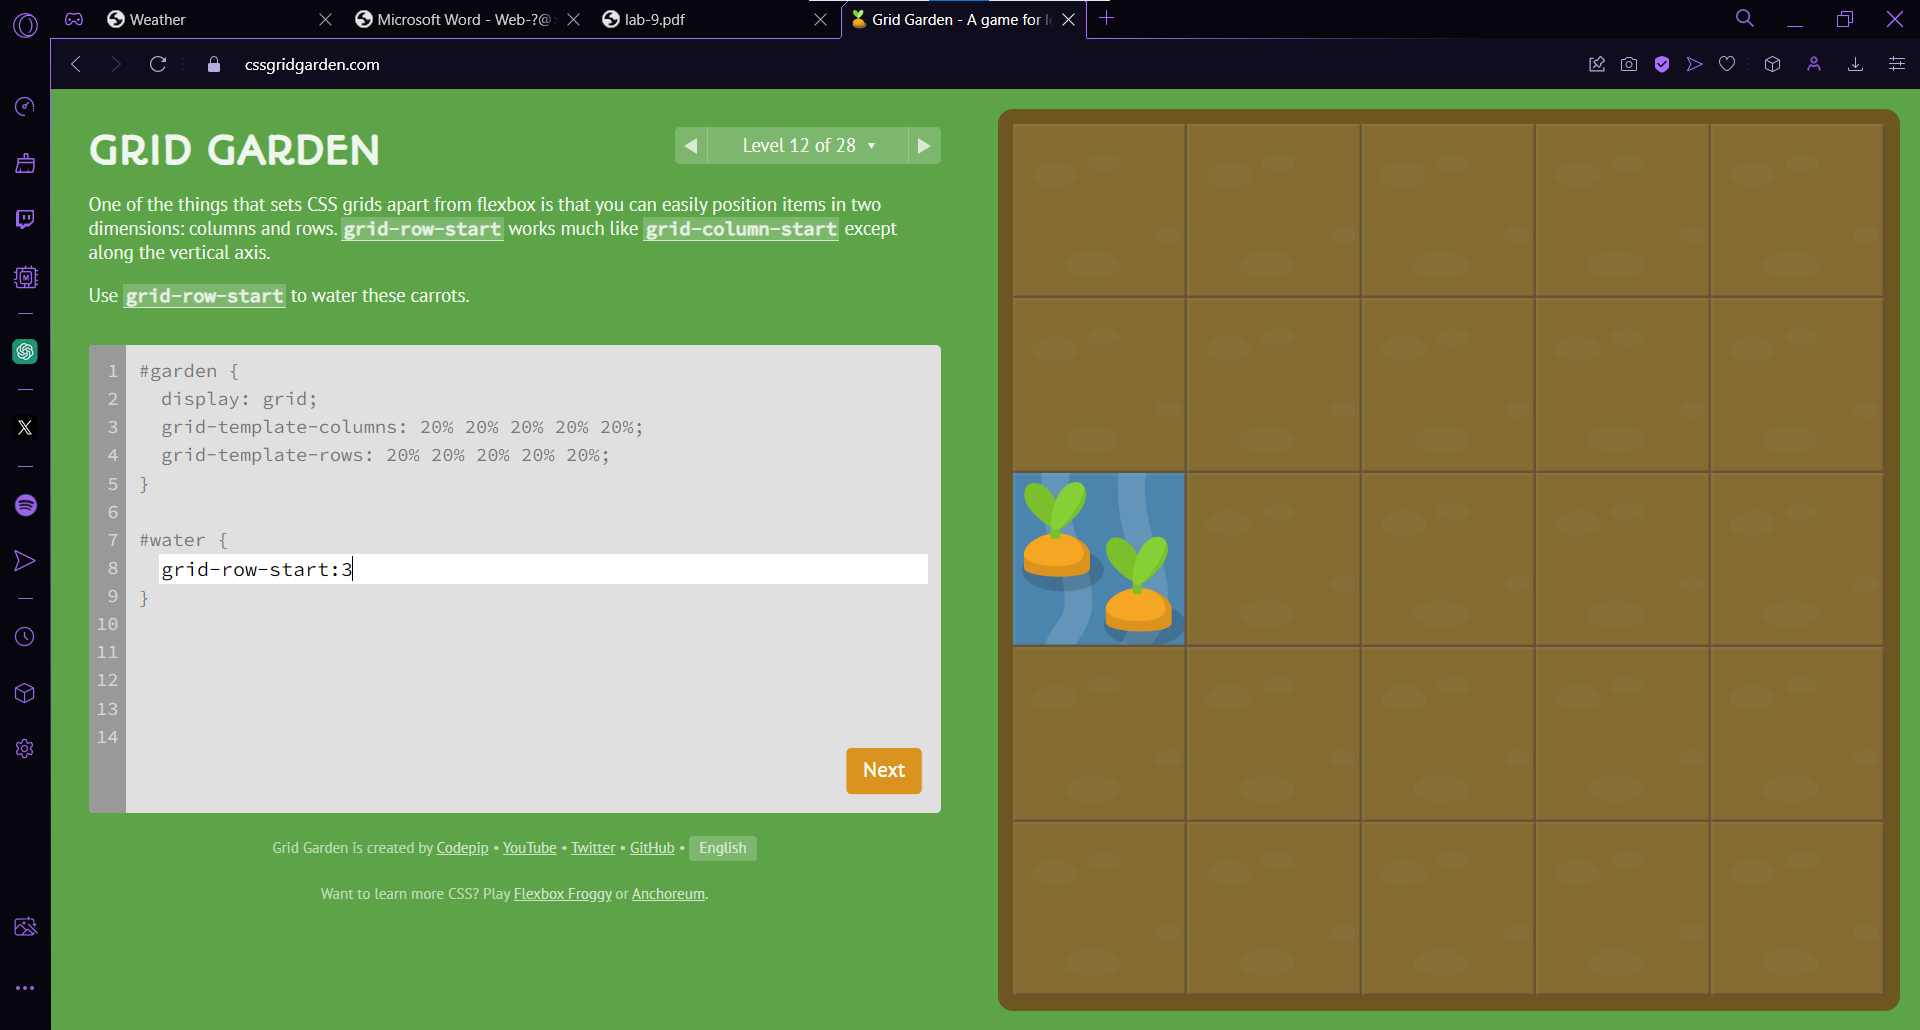 Weather
Microsoft Word - Web-?@
lab-9.pdf
Grid Garden - A game for l
cssgridgarden.com
GRID GARDEN
Level 12 of 28
One of the things that sets CSS grids apart from flexbox is that you can easily position items in two
dimensions: columns and rows. grid-row-start works much like grid-column-start except
along the vertical axis.
Use grid-row-start to water these carrots.
1 #garden {
2 display: grid;
3 grid-template-columns: 20% 20% 20% 20% 20%;
4 grid-template-rows: 20% 20% 20% 20% 20%;
5 }
6
7 #water {
8 grid-row-start:3
9 }
10
11
12
13
14
Next
Grid Garden is created by Codepip • YouTube • Twitter • GitHub • English
Want to learn more CSS? Play Flexbox Froggy or Anchoreum.